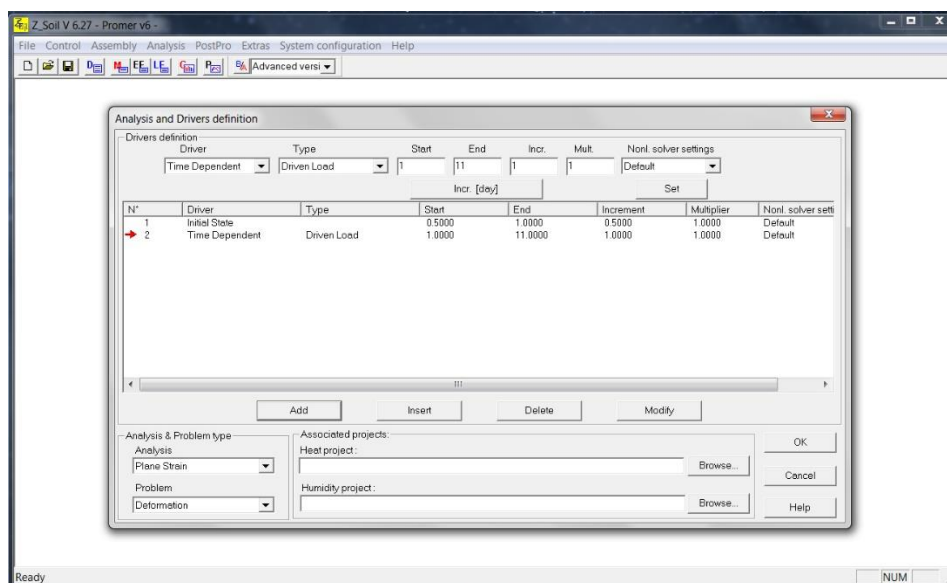 Z_Soil V 6.27 - Promer v6 -
File Control Assembly Analysis PostPro Extras System configuration Help
Advanced versi
Analysis and Drivers definition
Drivers definition
Driver Type Start End Incr. Mult. Nonl. solver settings
Time Dependent Driven Load 1 11 1 1 Default
Incr. [day] Set
N° Driver Type Start End Increment Multiplier Nonl. solver setti
1 Initial State 0.5000 1.0000 0.5000 1.0000 Default
2 Time Dependent Driven Load 1.0000 11.0000 1.0000 1.0000 Default
Add Insert Delete Modify
Analysis & Problem type
Analysis
Plane Strain
Problem
Deformation
Associated projects:
Heat project :
Browse...
Humidity project :
Browse...
OK
Cancel
Help
Ready NUM